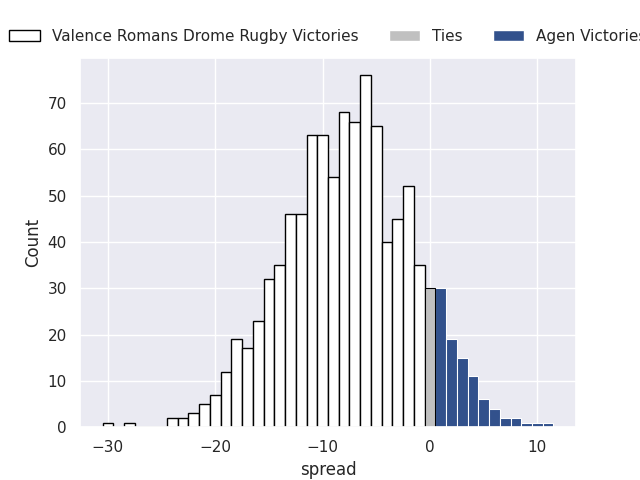 Valence Romans Drome Rugby Victories Ties Agen Victories
70
60
50
40
30
20
10
0
Count
−30 −20 −10 0 10
spread